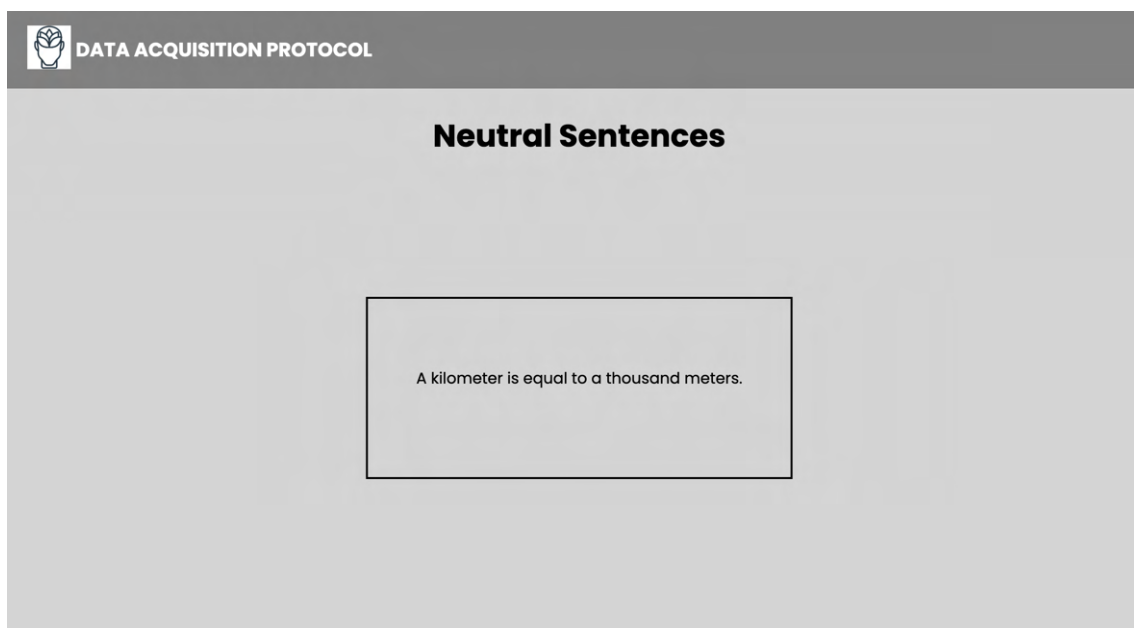 DATA ACQUISITION PROTOCOL
Neutral Sentences
A kilometer is equal to a thousand meters.